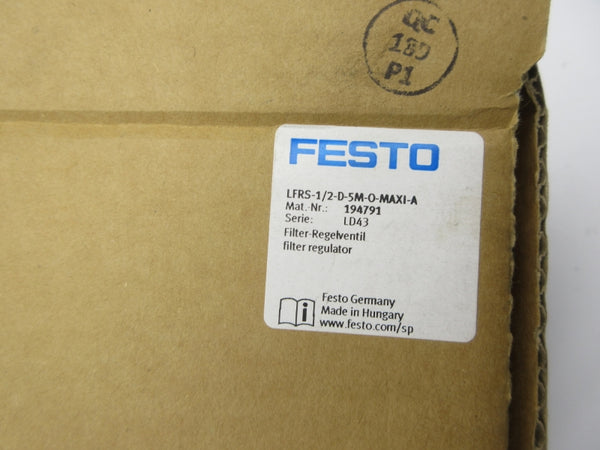 QC
180
P1
FESTO
LFRS-1/2-D-5M-O-MAXI-A
Mat.-Nr.: 194791
Serie: LD43
Filter-Regelventil
filter regulator
Festo Germany
Made in Hungary
www.festo.com/sp